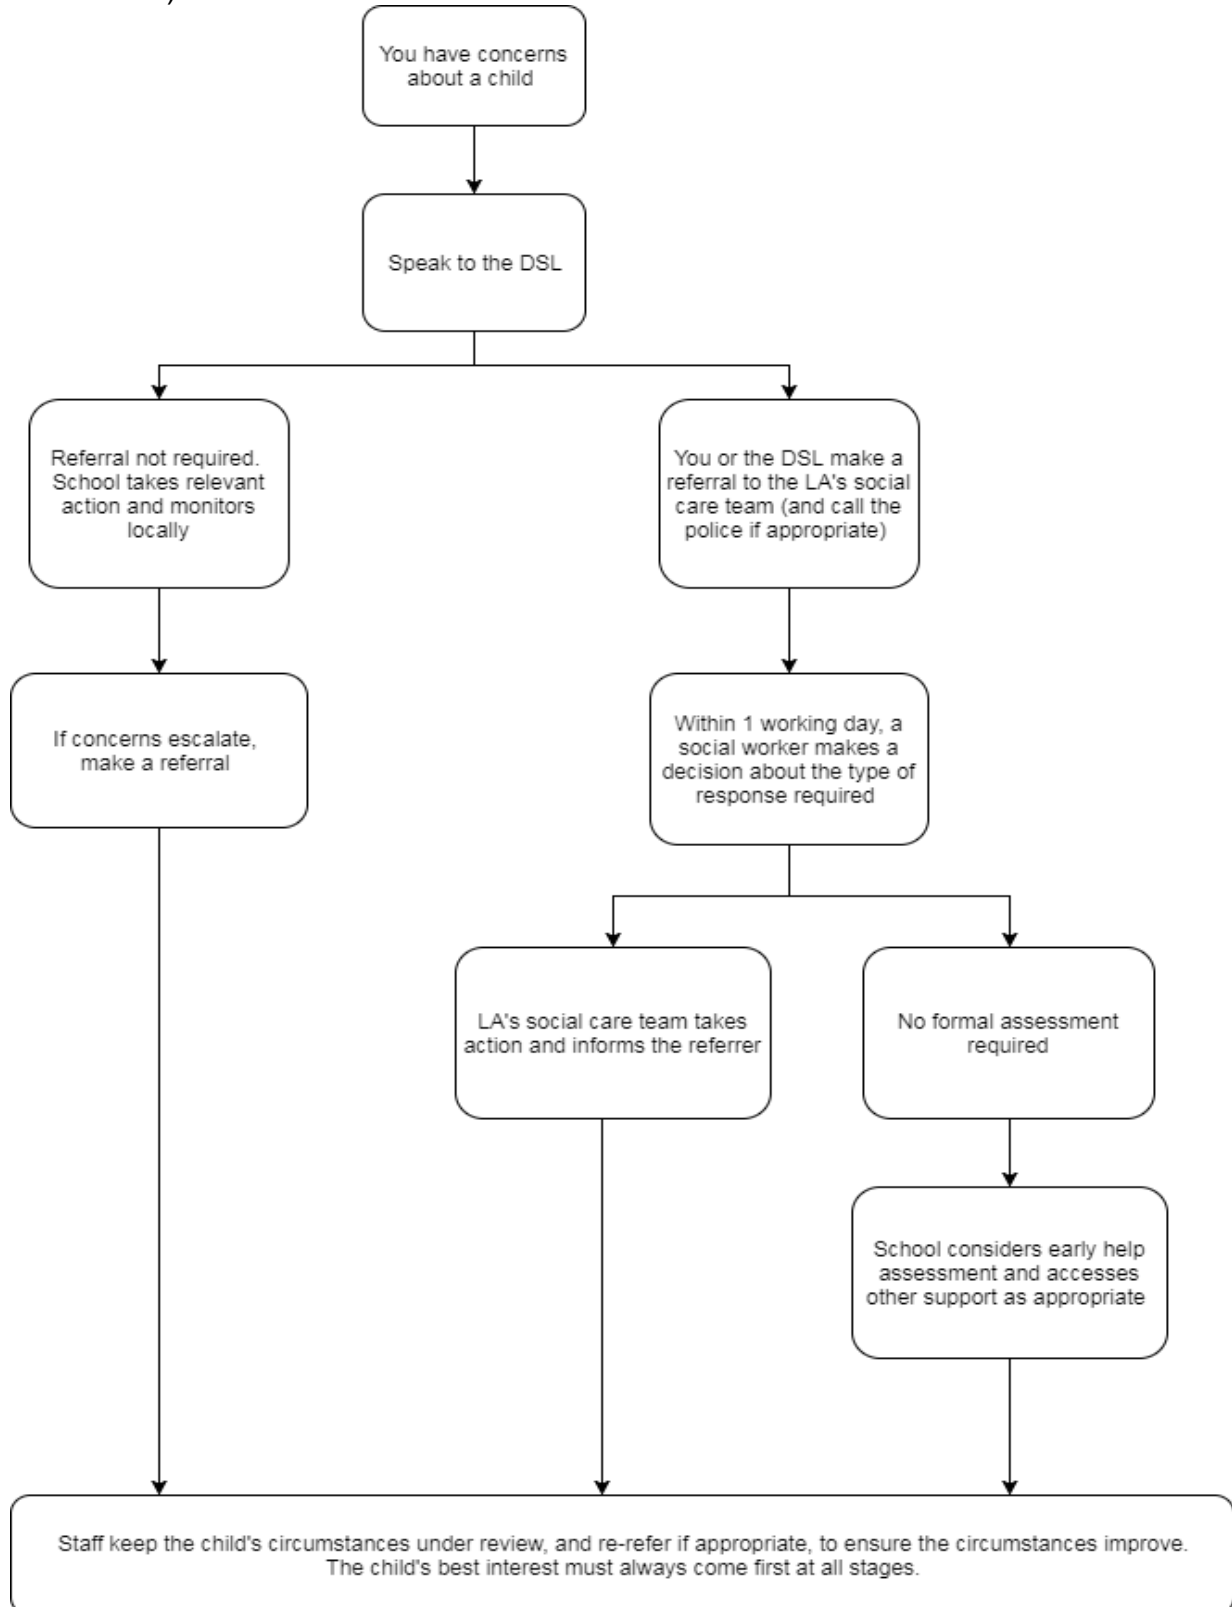 You have concerns
about a child
Speak to the DSL
Referral not required.
School takes relevant
action and monitors
locally
You or the DSL make a
referral to the LA's social
care team (and call the
police if appropriate)
If concerns escalate,
make a referral
Within 1 working day, a
social worker makes a
decision about the type of
response required
LA's social care team takes
action and informs the referrer
No formal assessment
required
School considers early help
assessment and accesses
other support as appropriate
Staff keep the child's circumstances under review, and re-refer if appropriate, to ensure the circumstances improve.
The child's best interest must always come first at all stages.